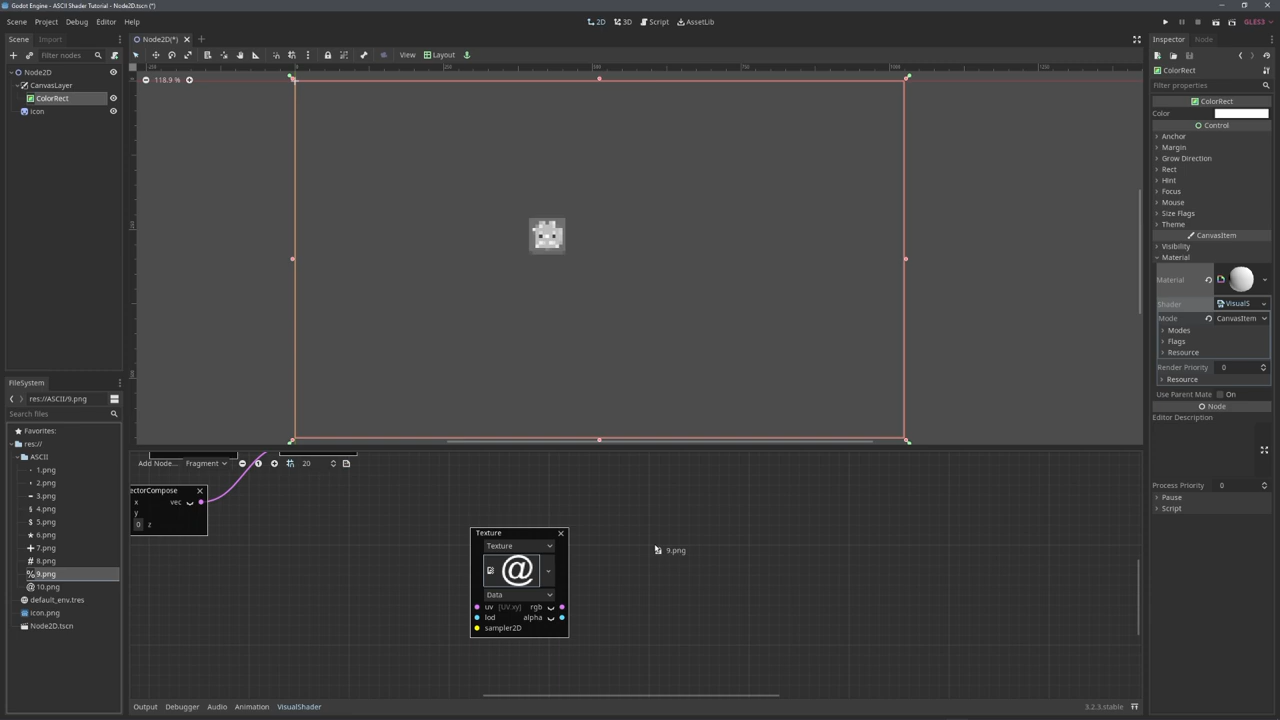 Godot Engine - ASCII Shader Tutorial - Node2D.tscn (*)
Scene Project Debug Editor Help
2D 3D Script AssetLib
GLES3
Scene Import
Filter nodes
Node2D
CanvasLayer
ColorRect
icon
Node2D(*)
View Layout
118.9 %
FileSystem
res://ASCII/9.png
Search files
Favorites:
res://
ASCII
1.png
2.png
3.png
4.png
5.png
6.png
7.png
8.png
9.png
10.png
default_env.tres
icon.png
Node2D.tscn
Add Node... Fragment 20
ectorCompose
x vec
y
0 z
Texture
Texture
@
Data
uv (UV.xy) rgb
lod alpha
sampler2D
9.png
Output Debugger Audio Animation VisualShader
3.2.3.stable
Inspector Node
ColorRect
Filter properties
ColorRect
Color
Control
Anchor
Margin
Grow Direction
Rect
Hint
Focus
Mouse
Size Flags
Theme
CanvasItem
Visibility
Material
Material
Shader VisualS
Mode CanvasItem
Modes
Flags
Resource
Render Priority 0
Resource
Use Parent Mate On
Node
Editor Description
Process Priority 0
Pause
Script